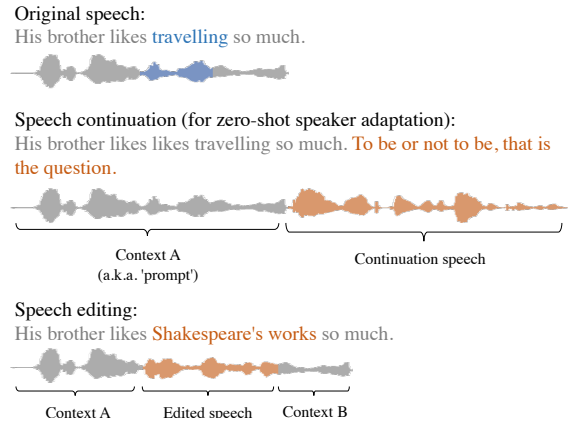 Original speech:
His brother likes travelling so much.
Speech continuation (for zero-shot speaker adaptation):
His brother likes likes travelling so much. To be or not to be, that is
the question.
Context A
(a.k.a. 'prompt')
Continuation speech
Speech editing:
His brother likes Shakespeare's works so much.
Context A
Edited speech
Context B